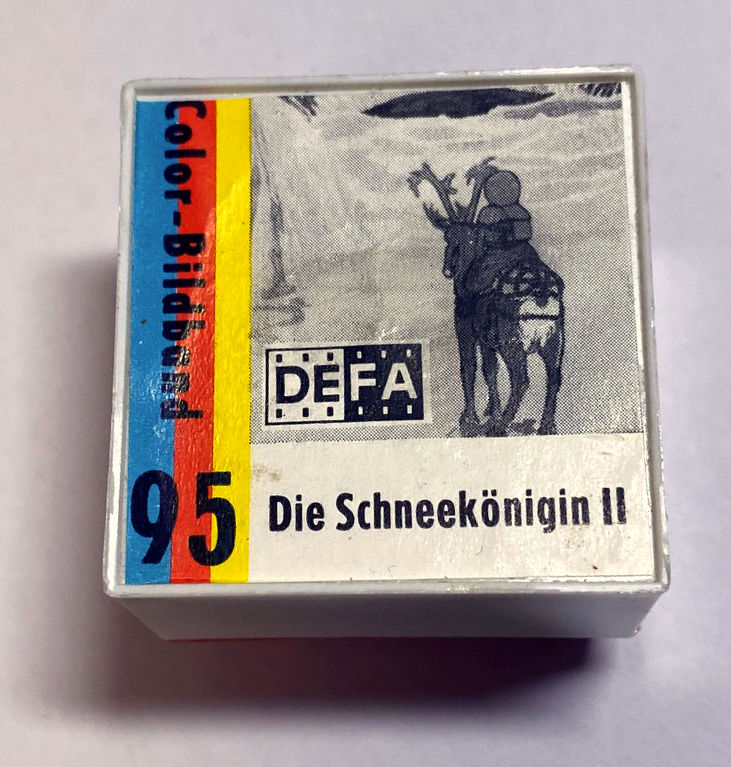 Color-Bildband
DEFA
95
Die Schneekönigin II